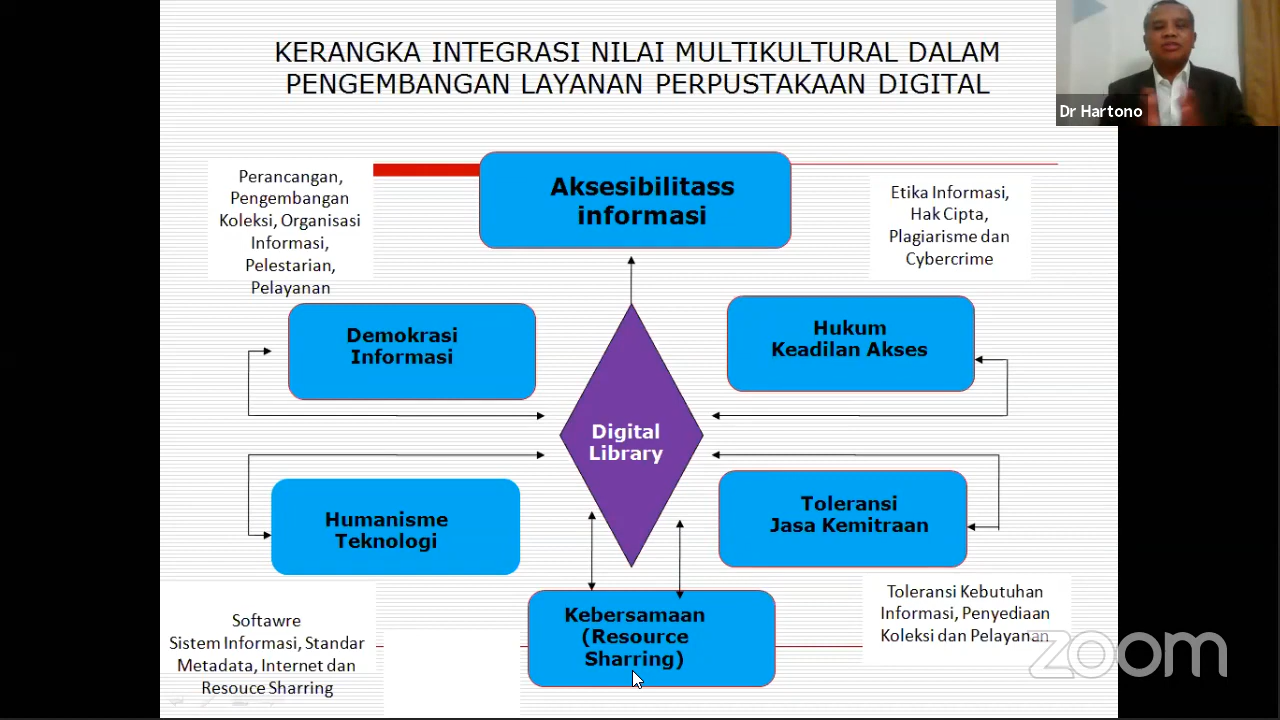 KERANGKA INTEGRASI NILAI MULTIKULTURAL DALAM
PENGEMBANGAN LAYANAN PERPUSTAKAAN DIGITAL
Dr Hartono
Perancangan,
Pengembangan
Koleksi, Organisasi
Informasi,
Pelestarian,
Pelayanan
Aksesibilitass
informasi
Etika Informasi,
Hak Cipta,
Plagiarisme dan
Cybercrime
Demokrasi
Informasi
Hukum
Keadilan Akses
Digital
Library
Humanisme
Teknologi
Toleransi
Jasa Kemitraan
Softawre
Sistem Informasi, Standar
Metadata, Internet dan
Resouce Sharring
Kebersamaan
(Resource
Sharring)
Toleransi Kebutuhan
Informasi, Penyediaan
Koleksi dan Pelayanan
zoom